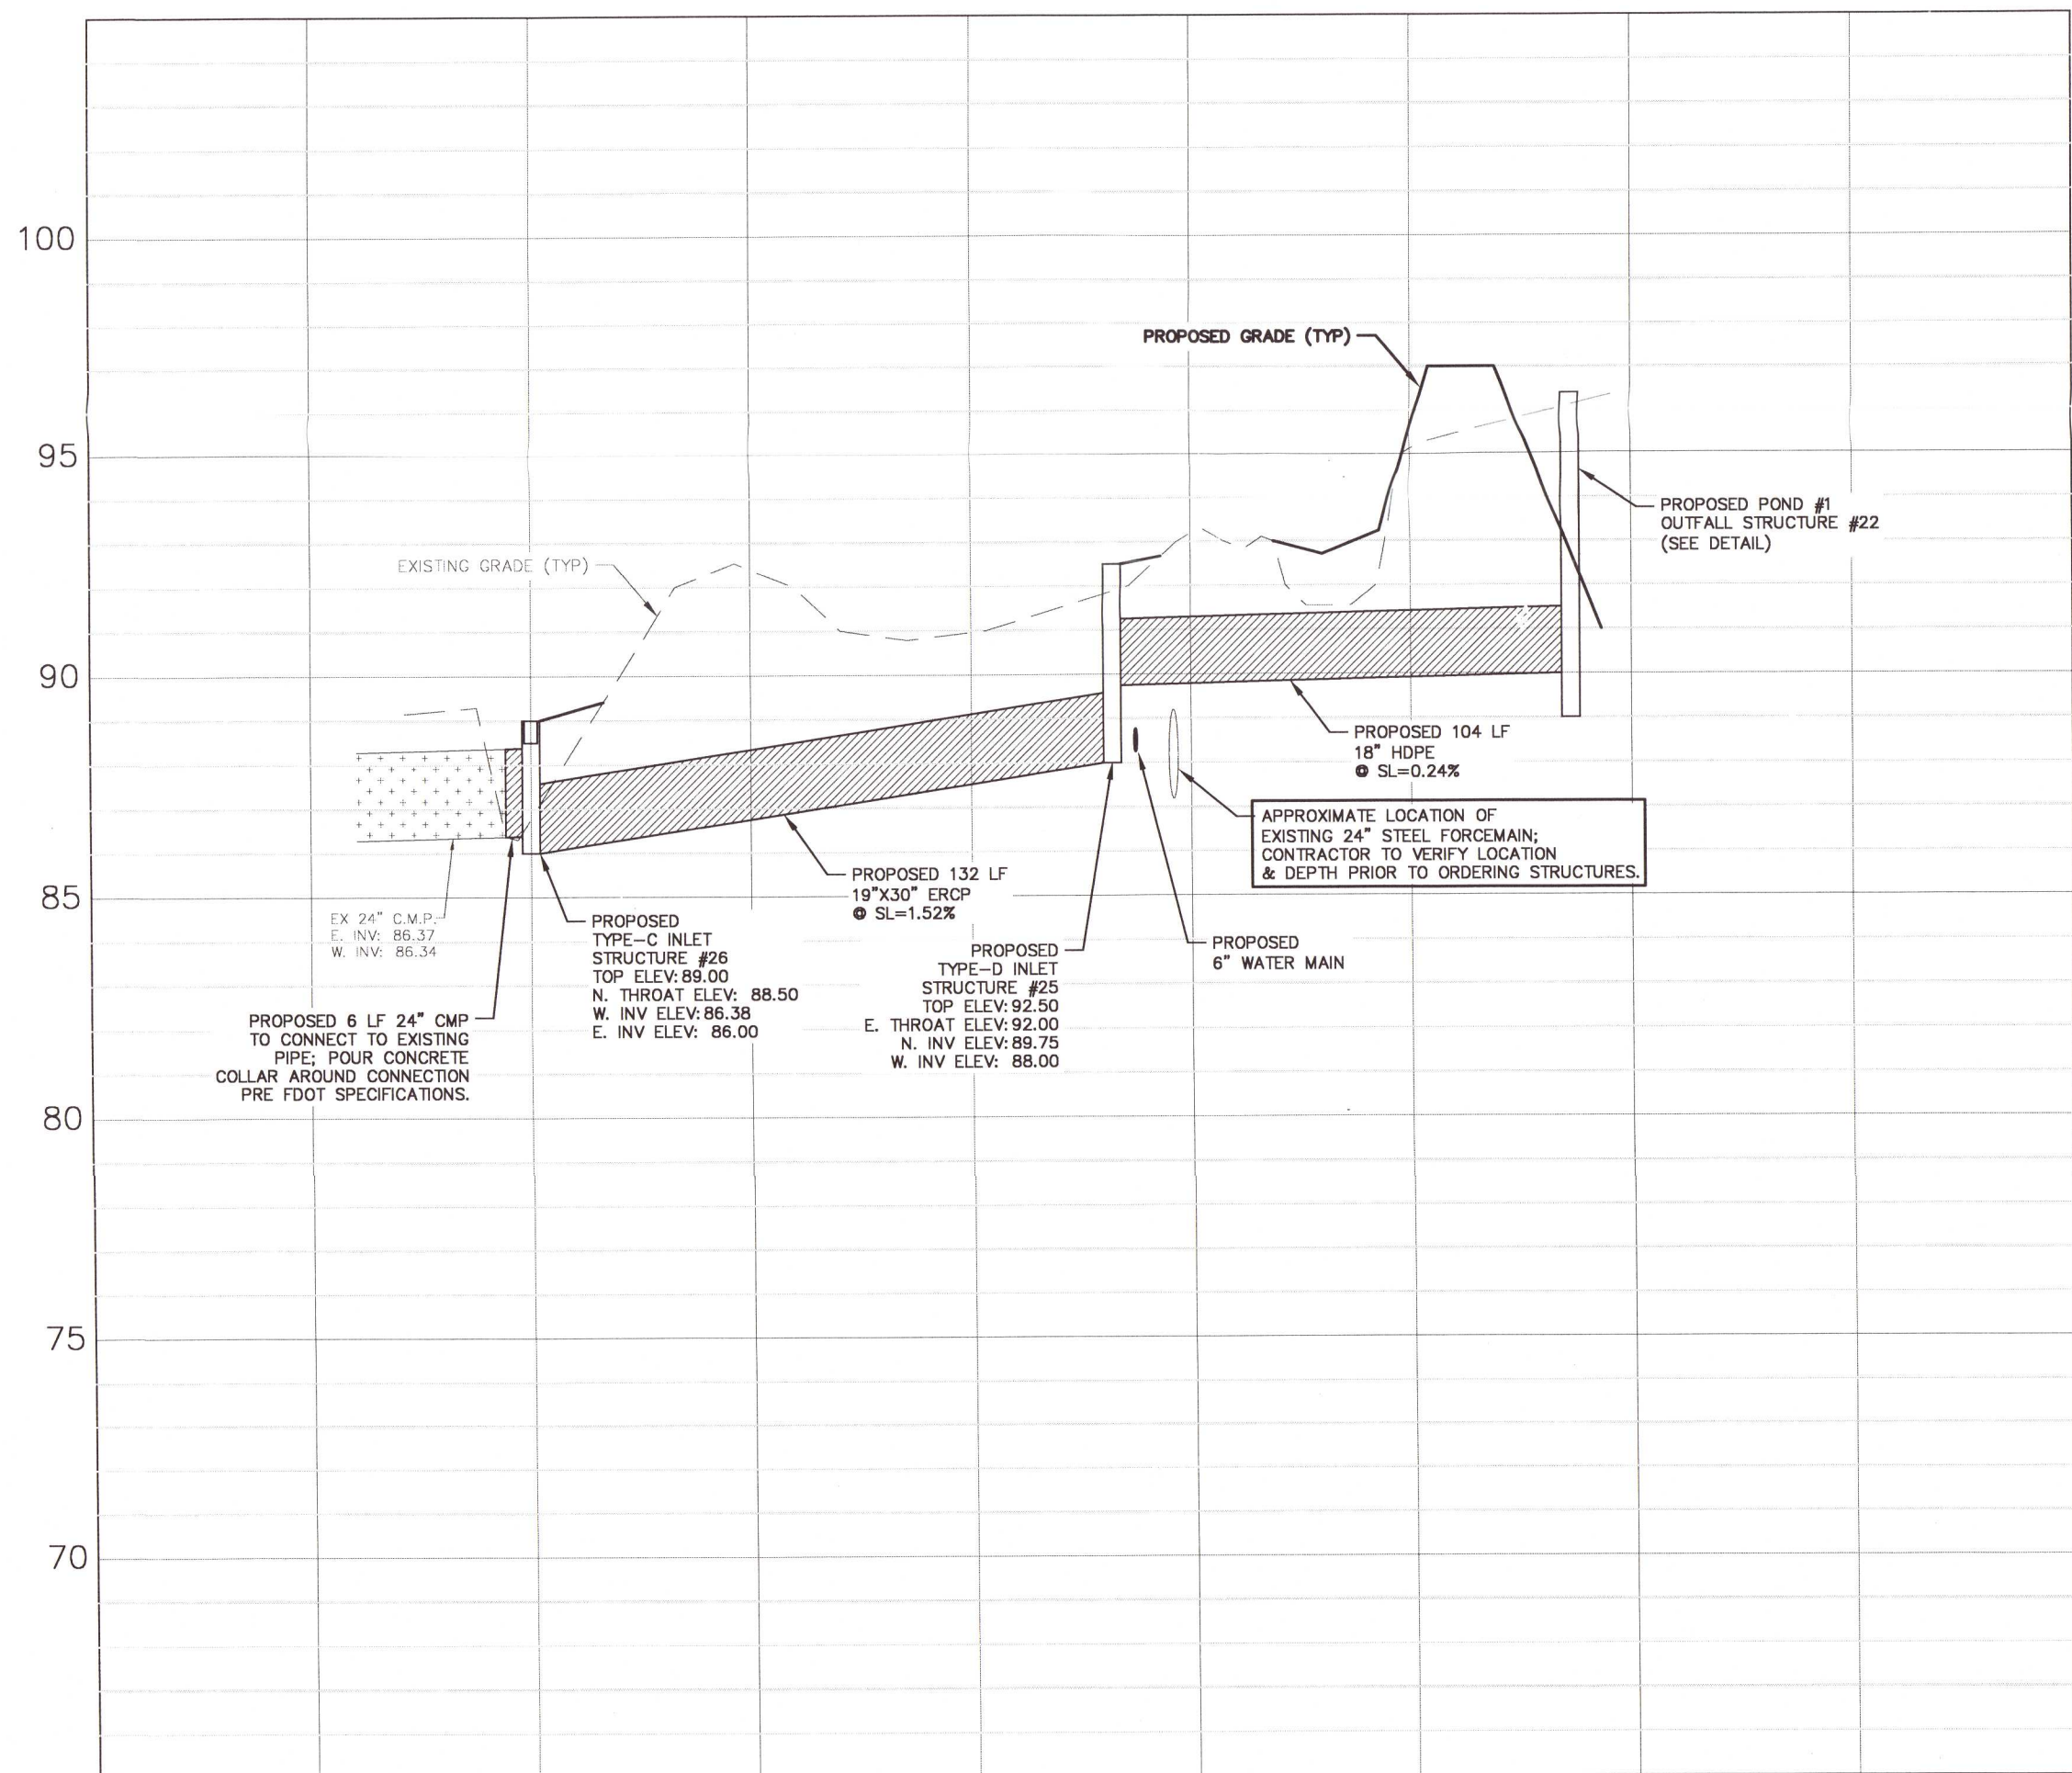 100
95
90
85
80
75
70
PROPOSED GRADE (TYP)
PROPOSED POND #1
OUTFALL STRUCTURE #22
(SEE DETAIL)
EXISTING GRADE (TYP)
PROPOSED 104 LF
18" HDPE
@ SL=0.24%
APPROXIMATE LOCATION OF
EXISTING 24" STEEL FORCEMAIN;
CONTRACTOR TO VERIFY LOCATION
& DEPTH PRIOR TO ORDERING STRUCTURES.
PROPOSED 132 LF
19"X30" ERCP
@ SL=1.52%
EX 24" C.M.P.
E. INV: 86.37
W. INV: 86.34
PROPOSED
TYPE-C INLET
STRUCTURE #26
TOP ELEV: 89.00
N. THROAT ELEV: 88.50
W. INV ELEV: 86.38
E. INV ELEV: 86.00
PROPOSED
TYPE-D INLET
STRUCTURE #25
TOP ELEV: 92.50
E. THROAT ELEV: 92.00
N. INV ELEV: 89.75
W. INV ELEV: 88.00
PROPOSED
6" WATER MAIN
PROPOSED 6 LF 24" CMP
TO CONNECT TO EXISTING
PIPE; POUR CONCRETE
COLLAR AROUND CONNECTION
PRE FDOT SPECIFICATIONS.